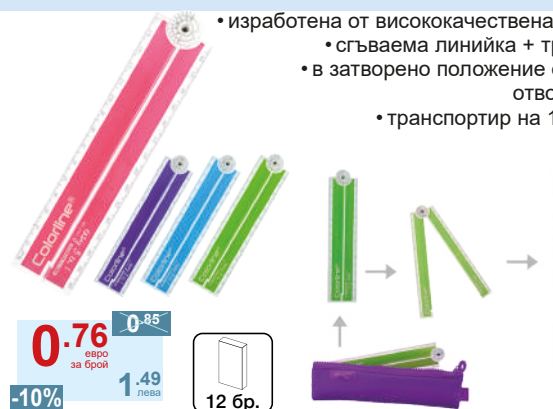 • изработена от висококачествена
• сгъваема линийка + тр
• в затворено положение
отво
• транспортир на 1
Colorline®
0.76
евро
за брой
0.85
1.49
лева
-10%
12 бр.